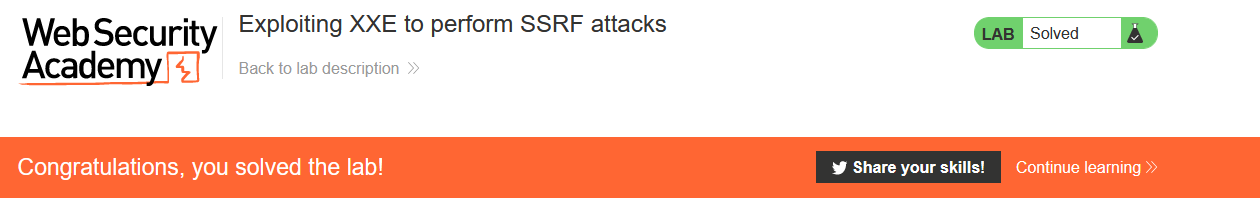 Web Security
Academy
Exploiting XXE to perform SSRF attacks
Back to lab description
LAB Solved
Congratulations, you solved the lab!
Share your skills!
Continue learning